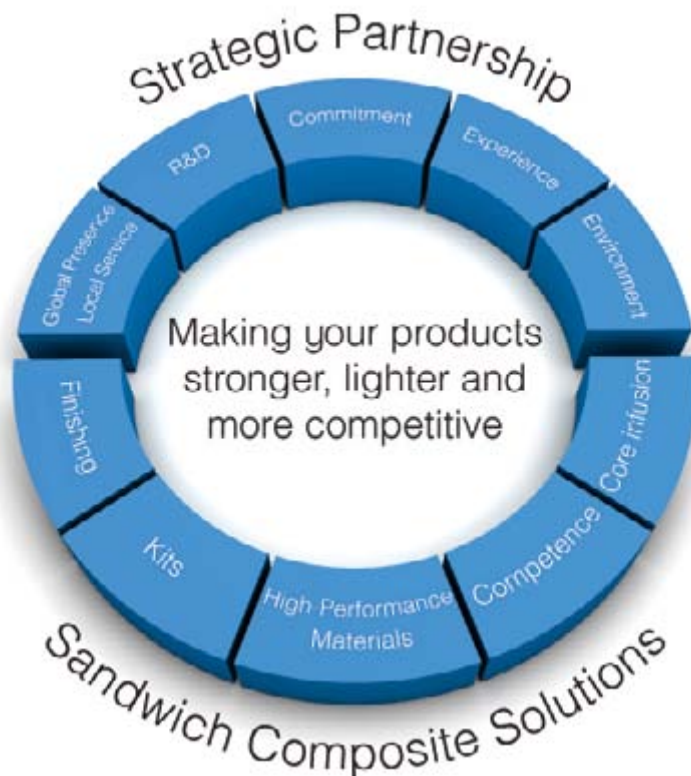 Strategic Partnership
Global Presence
Local Service
R&D
Commitment
Experience
Environment
Making your products
stronger, lighter and
more competitive
Finishing
Kits
High-Performance
Materials
Competence
Core infusion
Sandwich Composite Solutions